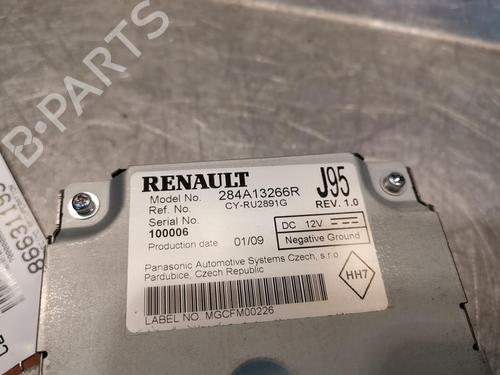 RENAULT
Model No. 284A13266R
Ref. No. CY-RU2891G
Serial No.
100006
Production date 01/09
J95
REV. 1.0
DC 12V
Negative Ground
Panasonic Automotive Systems Czech, s.r.o
Pardubice, Czech Republic
HH7
LABEL NO. MGCFM00226
B-PARTS